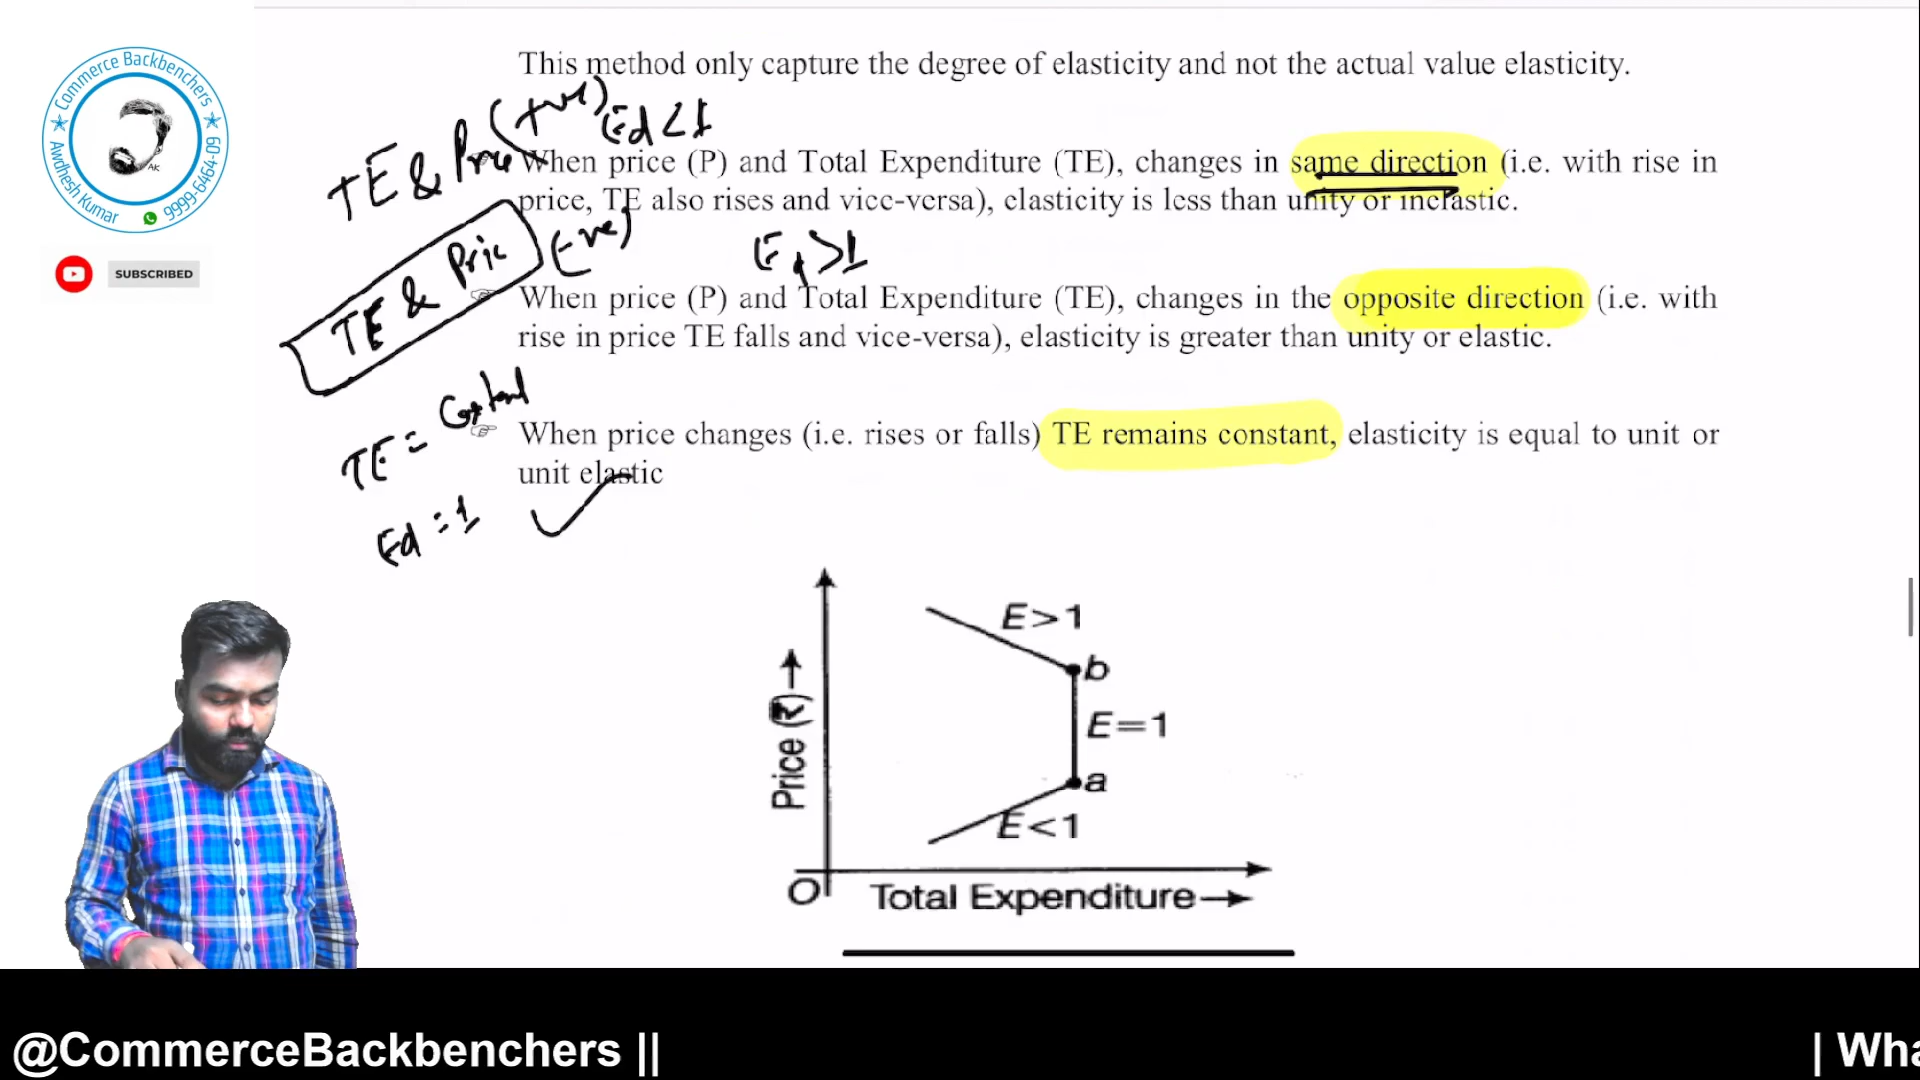 Commerce Backbenchers
AK
Awdhesh Kumar
9999-6464-09
SUBSCRIBED
This method only capture the degree of elasticity and not the actual value elasticity.
TE & Price (+ve) Ed<1
When price (P) and Total Expenditure (TE), changes in same direction (i.e. with rise in
price, TE also rises and vice-versa), elasticity is less than unity or inelastic.
TE & Pric (-ve) Ed >1
When price (P) and Total Expenditure (TE), changes in the opposite direction (i.e. with
rise in price TE falls and vice-versa), elasticity is greater than unity or elastic.
TE =
When price changes (i.e. rises or falls) TE remains constant, elasticity is equal to unit or
unit elastic
Ed =1
E>1
b
E=1
a
E<1
Price (₹)→
O
Total Expenditure→
@CommerceBackbenchers ||
| Wha